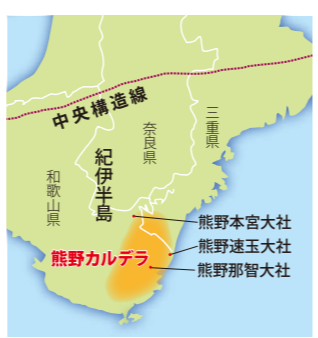 中央構造線
三重県
奈良県
紀伊半島
和歌山県
熊野本宮大社
熊野速玉大社
熊野カルデラ
熊野那智大社